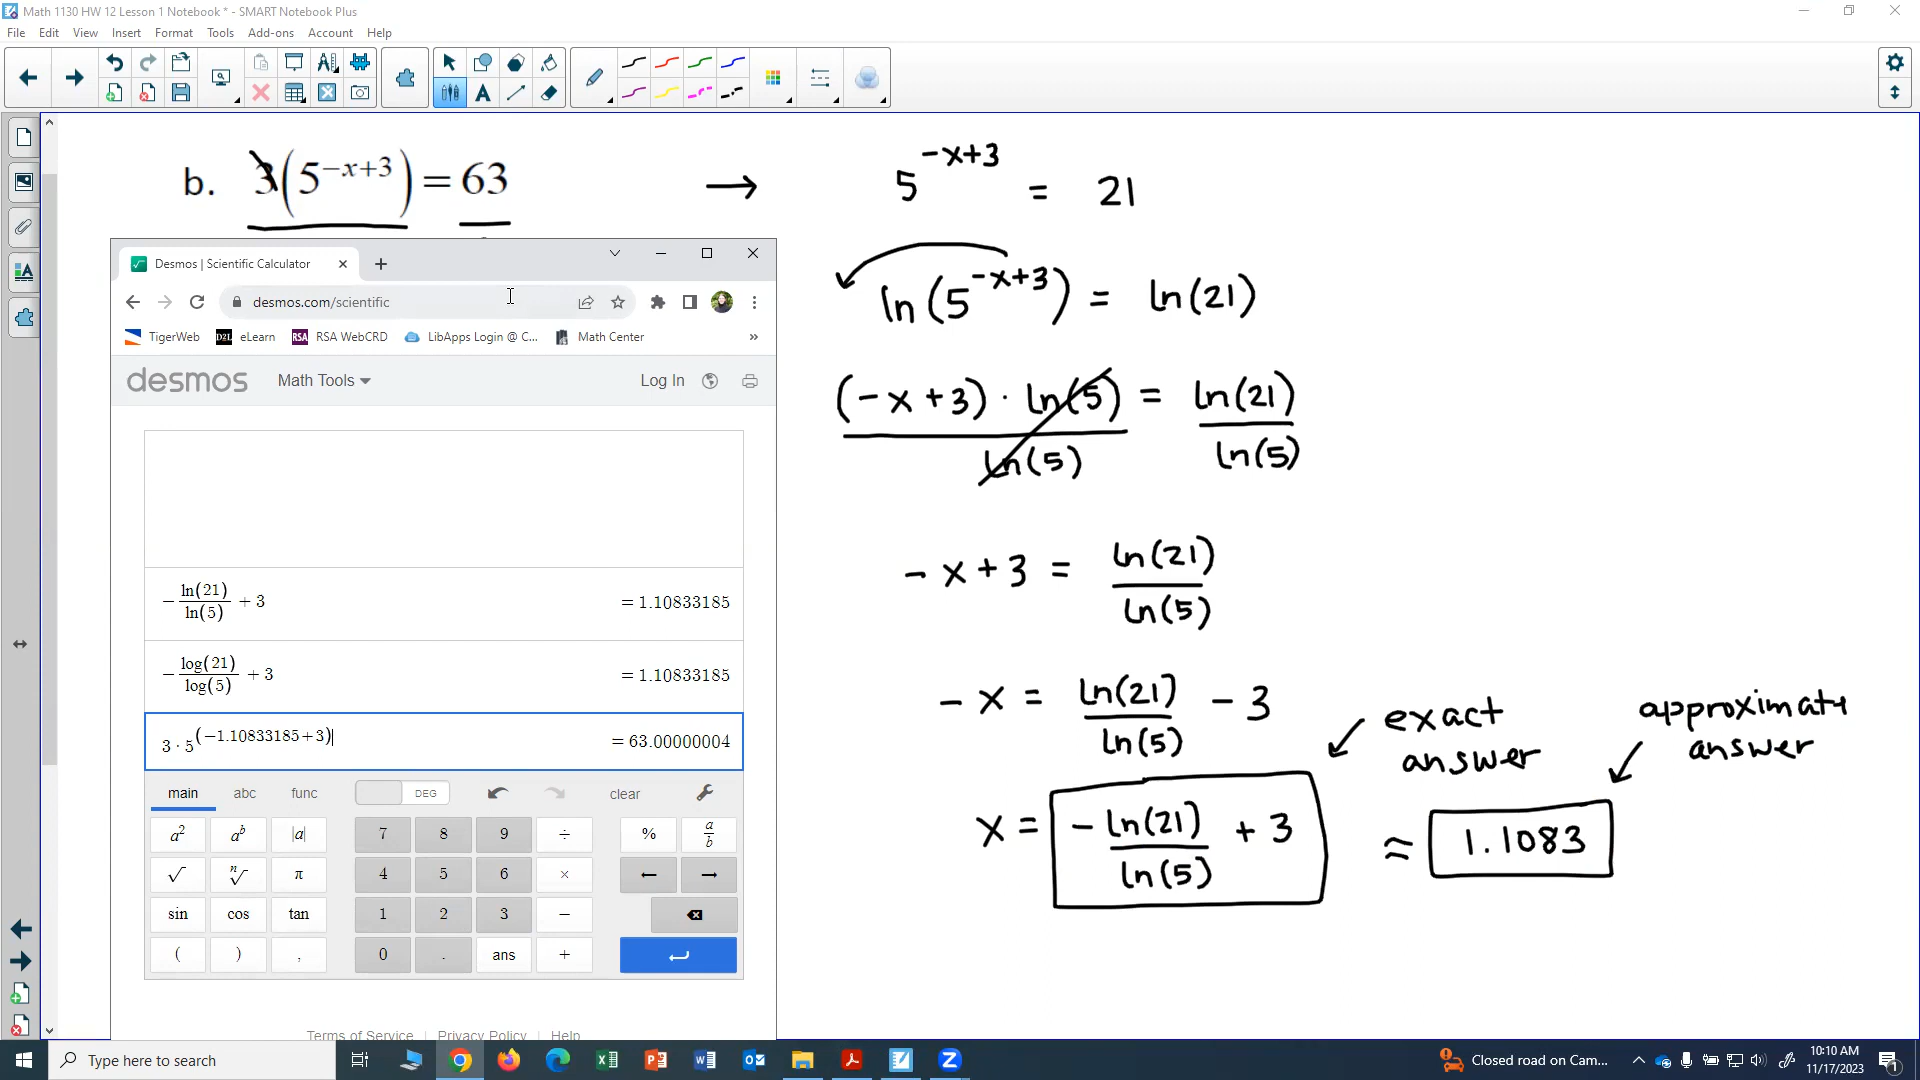 Math 1130 HW 12 Lesson 1 Notebook * - SMART Notebook Plus
File Edit View Insert Format Tools Add-ons Account Help
b. 3(5^{-x+3}) = 63 → 5^{-x+3} = 21
ln(5^{-x+3}) = ln(21)
(-x+3) · ln(5) / ln(5) = ln(21) / ln(5)
-x+3 = ln(21) / ln(5)
-x = ln(21) / ln(5) - 3
exact answer
approximate answer
x = - ln(21) / ln(5) + 3 ≈ 1.1083
Desmos | Scientific Calculator
desmos.com/scientific
TigerWeb D2L eLearn RSA RSA WebCRD LibApps Login @ C... Math Center »
desmos Math Tools Log In
- ln(21) / ln(5) + 3 = 1.10833185
- log(21) / log(5) + 3 = 1.10833185
3 · 5^{(-1.10833185+3)} = 63.00000004
main abc func DEG clear
a² a^b |a| 7 8 9 ÷ % a/b
√ ⁿ√ π 4 5 6 × ← →
sin cos tan 1 2 3 −
( ) , 0 . ans +
Terms of Service | Privacy Policy | Help
Type here to search
Closed road on Cam...
10:10 AM
11/17/2023
1